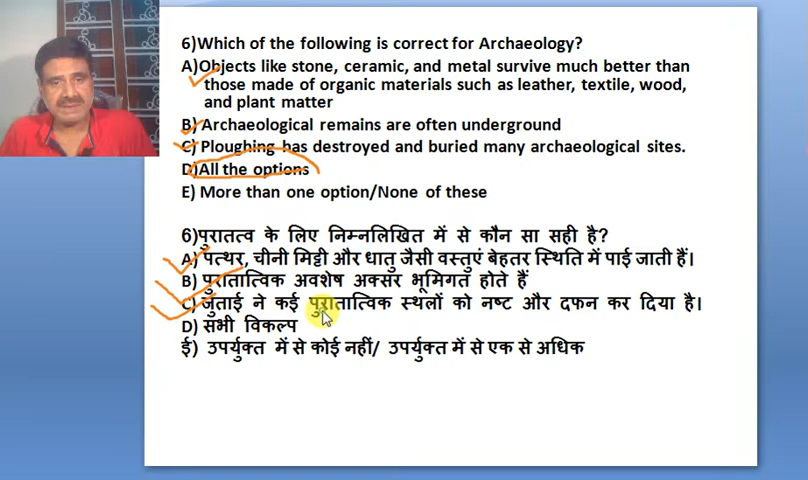 6)Which of the following is correct for Archaeology?
A)Objects like stone, ceramic, and metal survive much better than
those made of organic materials such as leather, textile, wood,
and plant matter
B) Archaeological remains are often underground
C) Ploughing has destroyed and buried many archaeological sites.
D)All the options
E) More than one option/None of these
6)पुरातत्व के लिए निम्नलिखित में से कौन सा सही है?
A) पत्थर, चीनी मिट्टी और धातु जैसी वस्तुएं बेहतर स्थिति में पाई जाती हैं।
B) पुरातात्विक अवशेष अक्सर भूमिगत होते हैं
C) जुताई ने कई पुरातात्विक स्थलों को नष्ट और दफन कर दिया है।
D) सभी विकल्प
ई) उपर्युक्त में से कोई नहीं/ उपर्युक्त में से एक से अधिक